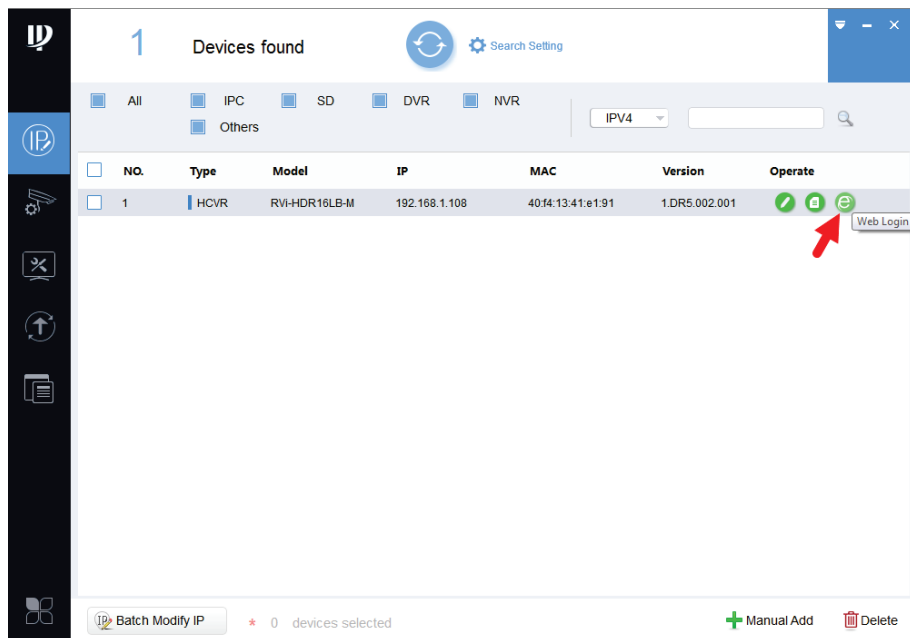 1 Devices found Search Setting
All IPC SD DVR NVR
Others
IPV4
NO. Type Model IP MAC Version Operate
1 HCVR RVi-HDR16LB-M 192.168.1.108 40:f4:13:41:e1:91 1.DR5.002.001
Web Login
Batch Modify IP * 0 devices selected Manual Add Delete